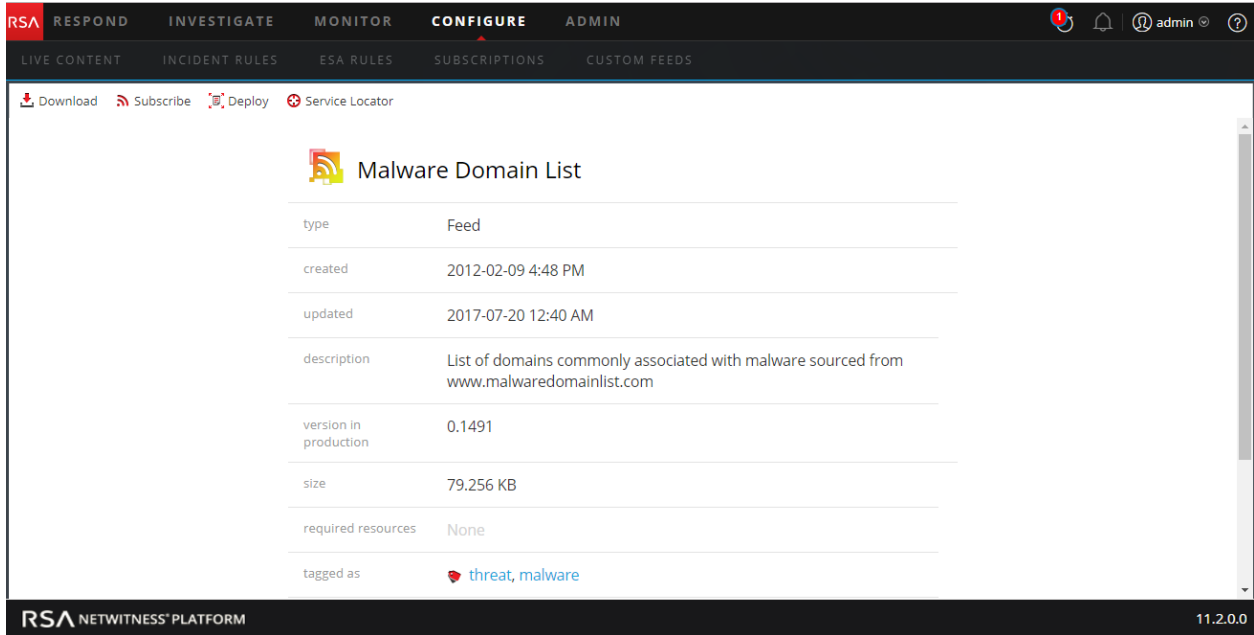 RSA RESPOND INVESTIGATE MONITOR CONFIGURE ADMIN 1 admin ?
LIVE CONTENT INCIDENT RULES ESA RULES SUBSCRIPTIONS CUSTOM FEEDS
Download Subscribe Deploy Service Locator
Malware Domain List
type Feed
created 2012-02-09 4:48 PM
updated 2017-07-20 12:40 AM
description List of domains commonly associated with malware sourced from
www.malwaredomainlist.com
version in 0.1491
production
size 79.256 KB
required resources None
tagged as threat, malware
RSA NETWITNESS® PLATFORM 11.2.0.0